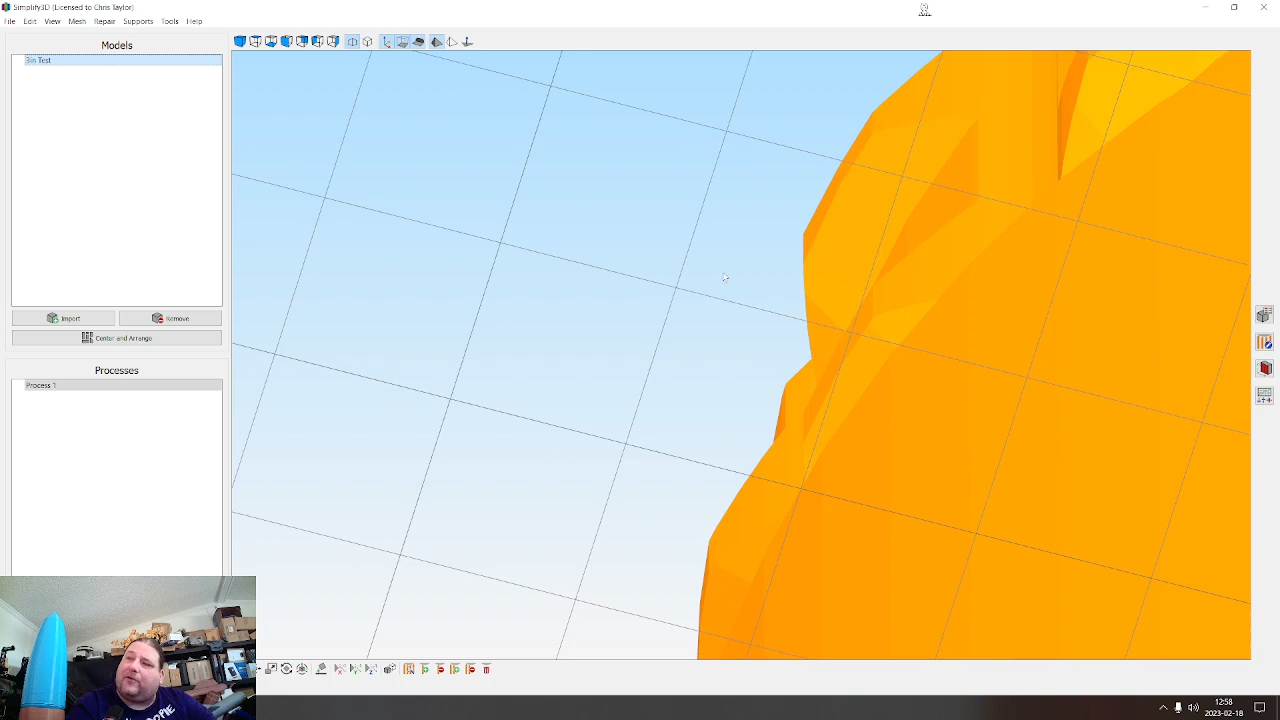 Simplify3D (Licensed to Chris Taylor)
File Edit View Mesh Repair Supports Tools Help
Models
3in Test
Import
Remove
Center and Arrange
Processes
Process 1
12:58
2023-02-18